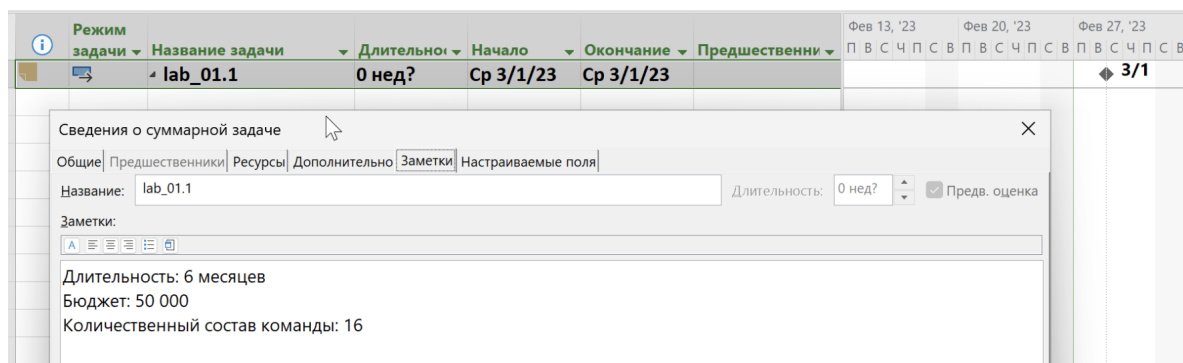 Фев 13, '23 Фев 20, '23 Фев 27, '23
Режим задачи Название задачи Длительнос Начало Окончание Предшественни П В С Ч П С В П В С Ч П С В П В С Ч П С В
lab_01.1 0 нед? Ср 3/1/23 Ср 3/1/23 3/1
Сведения о суммарной задаче
Общие Предшественники Ресурсы Дополнительно Заметки Настраиваемые поля
Название: lab_01.1 Длительность: 0 нед? Предв. оценка
Заметки:
A
Длительность: 6 месяцев
Бюджет: 50 000
Количественный состав команды: 16